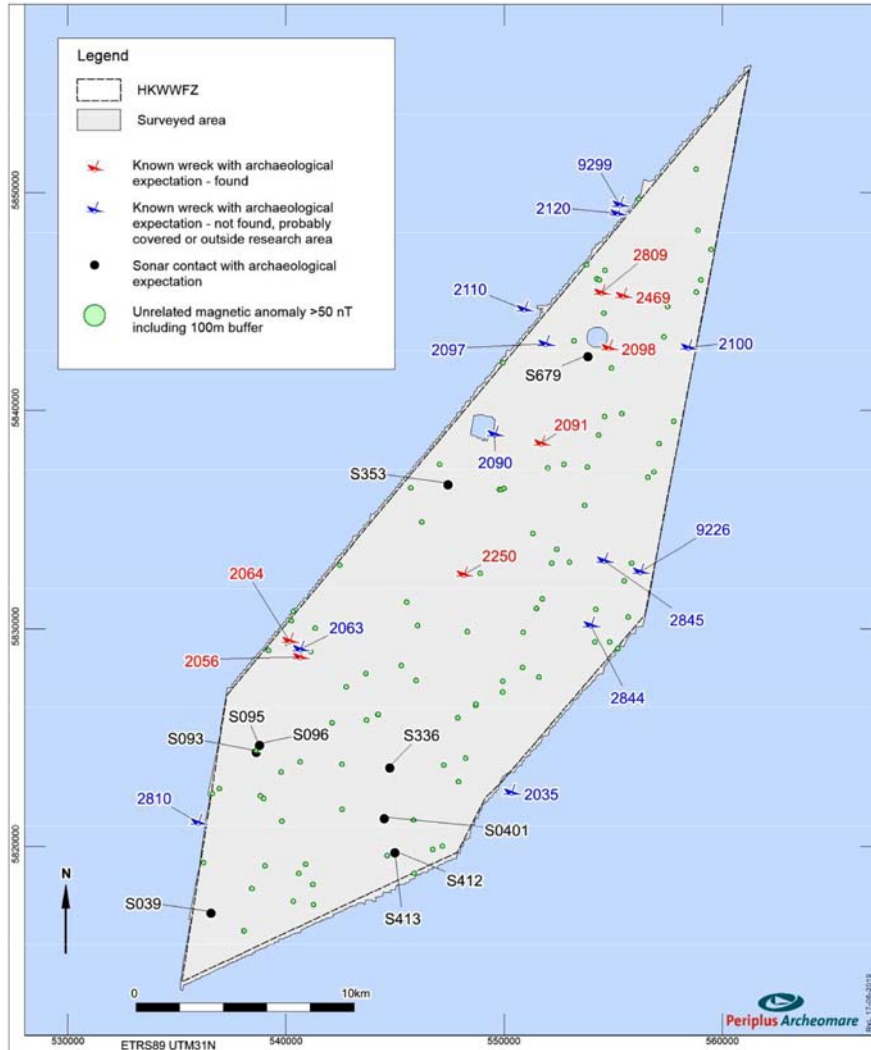 Legend
HKWWFZ
Surveyed area
Known wreck with archaeological
expectation - found
Known wreck with archaeological
expectation - not found, probably
covered or outside research area
Sonar contact with archaeological
expectation
Unrelated magnetic anomaly >50 nT
including 100m buffer
9299
2120
2809
2469
2110
2097
2098
2100
S679
2091
2090
S353
2250
9226
2064
2063
2845
2056
2844
S095
S096
S093
S336
2810
2035
S0401
S412
S039
S413
N
0
10km
5850000
5840000
5830000
5820000
530000
540000
550000
560000
ETRS89 UTM31N
Periplus Archeomare